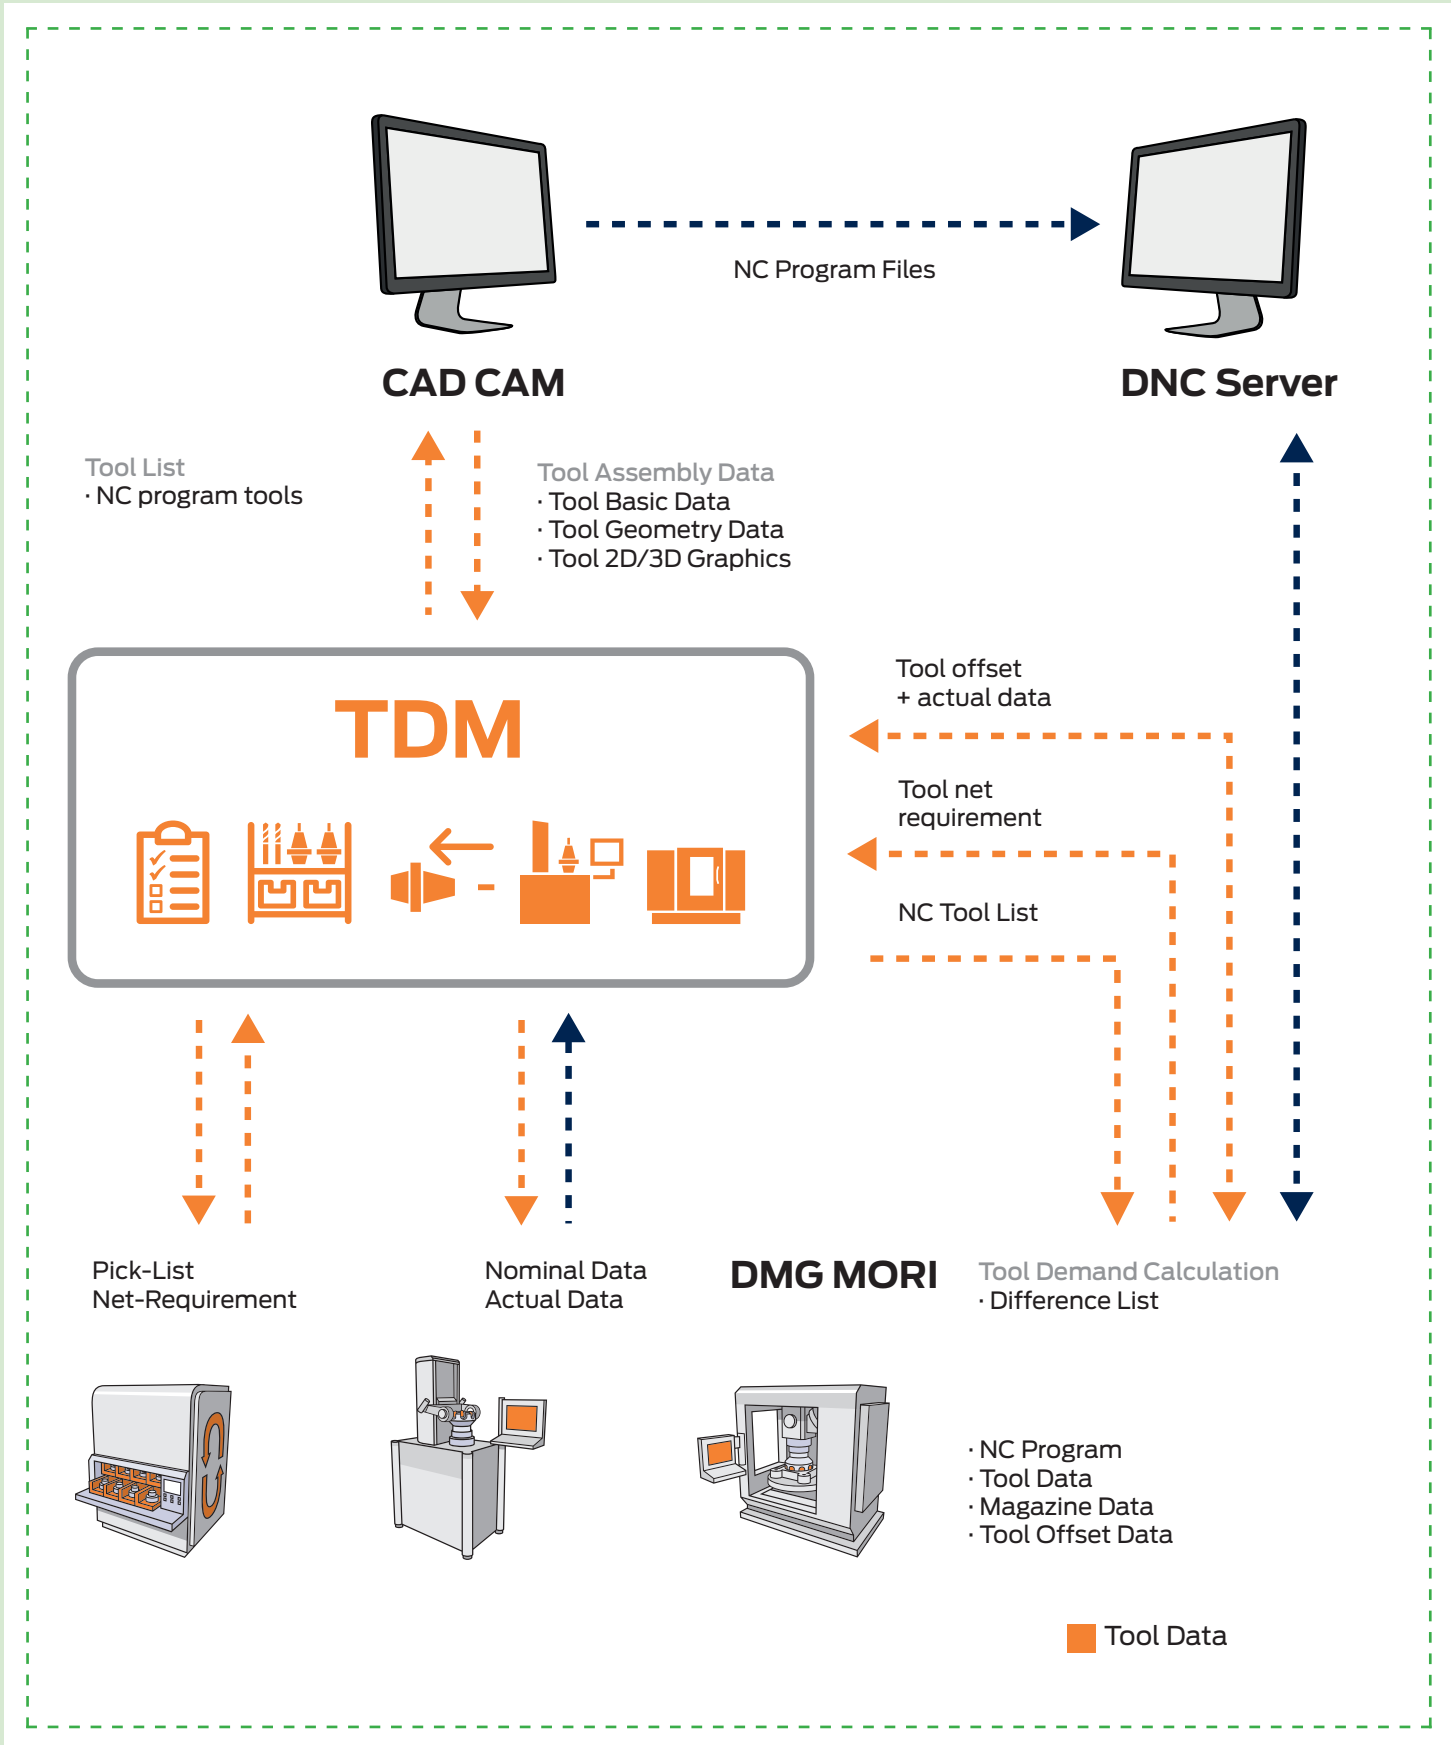 NC Program Files
CAD CAM
DNC Server
Tool List
· NC program tools
Tool Assembly Data
· Tool Basic Data
· Tool Geometry Data
· Tool 2D/3D Graphics
TDM
Tool offset
+ actual data
Tool net
requirement
NC Tool List
Pick-List
Net-Requirement
Nominal Data
Actual Data
DMG MORI
Tool Demand Calculation
· Difference List
· NC Program
· Tool Data
· Magazine Data
· Tool Offset Data
Tool Data